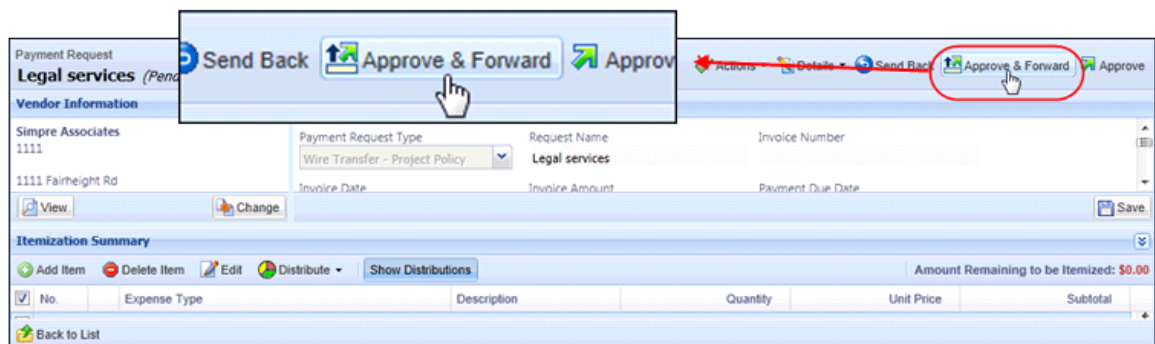 Send Back Approve & Forward Approv
Payment Request
Legal services (Pend
Actions Details Send Back Approve & Forward Approve
Vendor Information
Simpre Associates
1111
1111 Fairheight Rd
Payment Request Type Request Name Invoice Number
Wire Transfer - Project Policy Legal services
Invoice Date Invoice Amount Payment Due Date
View Change Save
Itemization Summary
Add Item Delete Item Edit Distribute Show Distributions Amount Remaining to be Itemized: $0.00
No. Expense Type Description Quantity Unit Price Subtotal
Back to List